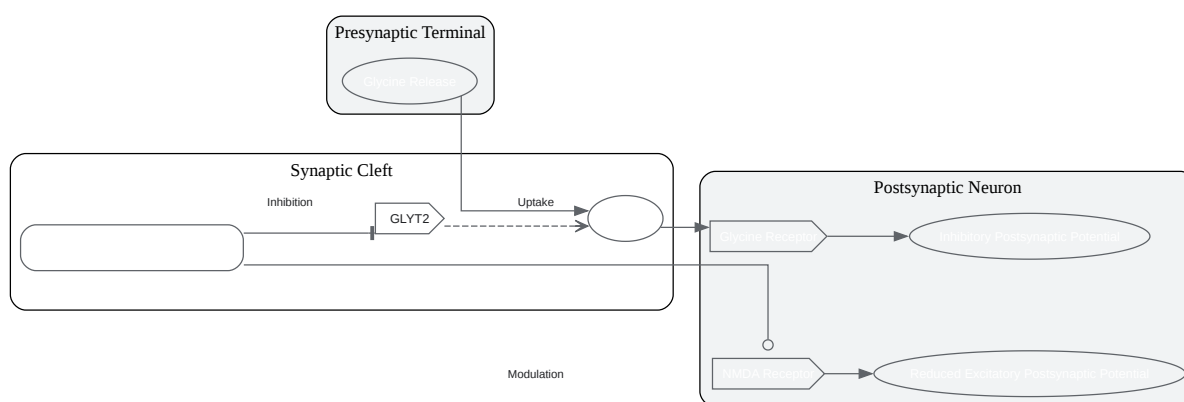 Presynaptic Terminal
Glycine Release
Synaptic Cleft
Inhibition
GLYT2
Uptake
Postsynaptic Neuron
Glycine Receptor
Inhibitory Postsynaptic Potential
Modulation
NMDA Receptor
Reduced Excitatory Postsynaptic Potential